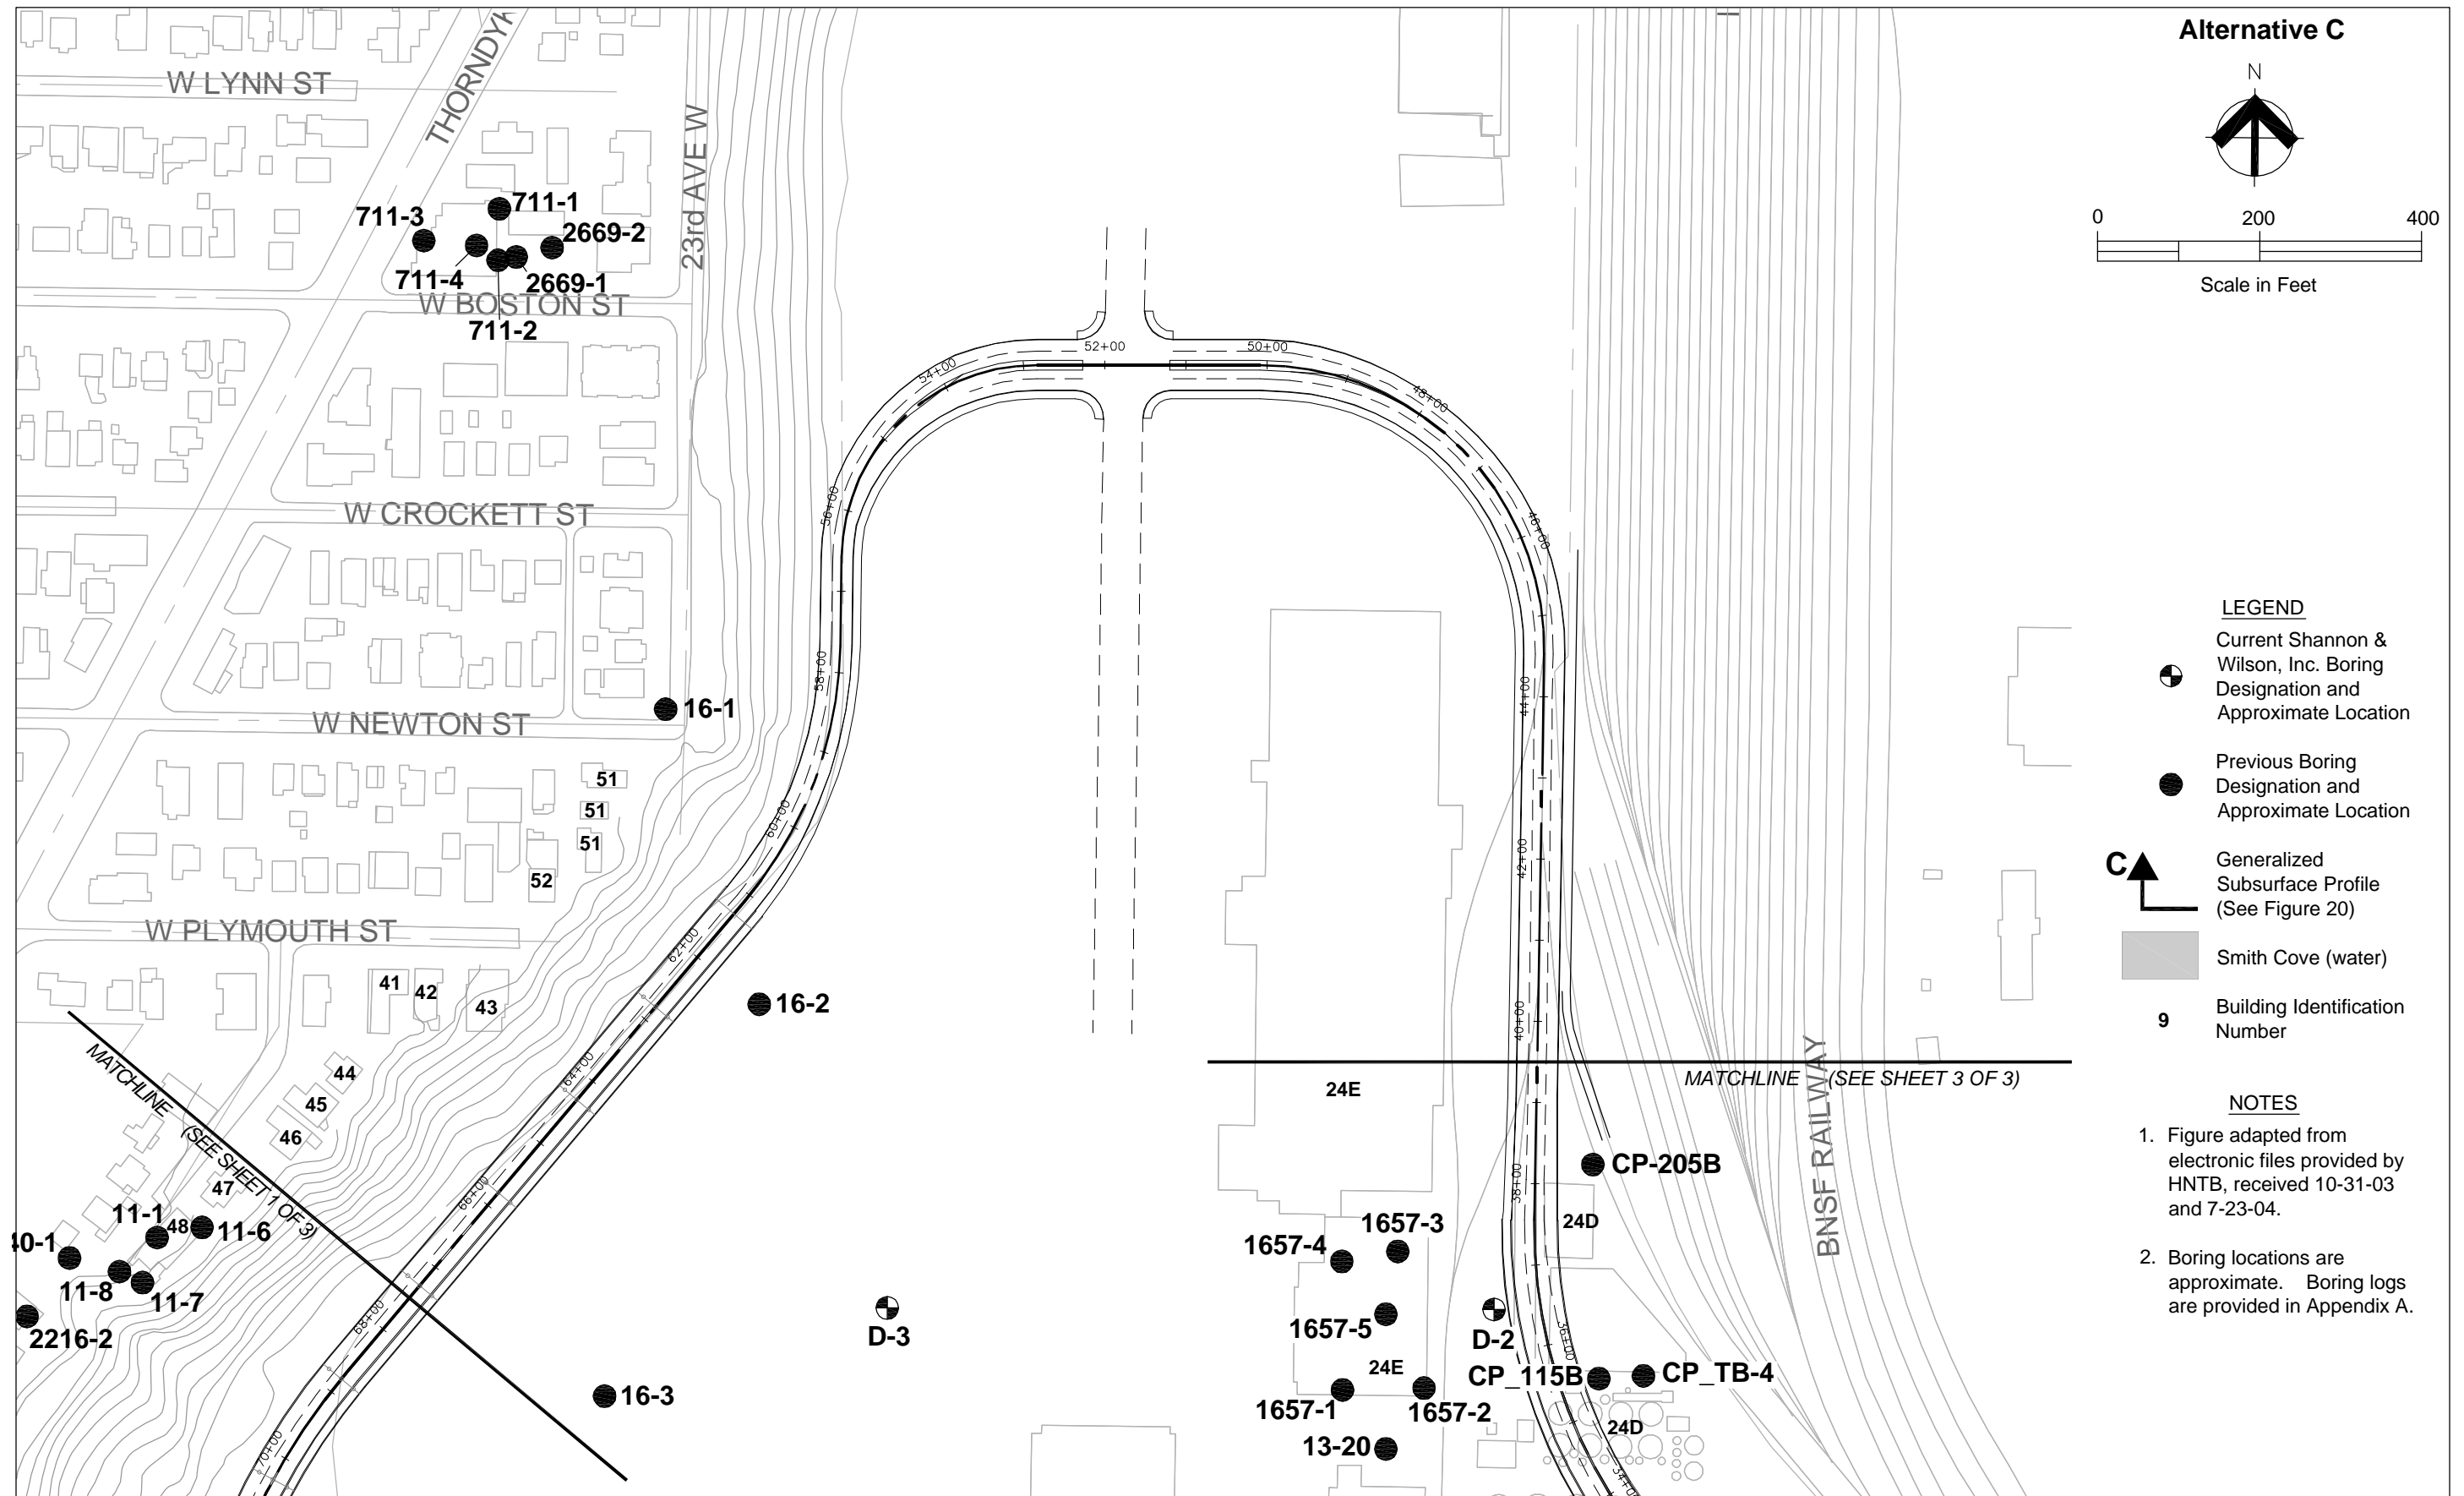 Alternative C
N
0 200 400
Scale in Feet
W LYNN ST
23rd AVE W
711-1
711-3
2669-2
711-4
2669-1
W BOSTON ST
711-2
52+00
50+00
54+00
48+00
56+00
46+00
W CROCKETT ST
58+00
44+00
16-1
W NEWTON ST
51
51
51
52
60+00
42+00
W PLYMOUTH ST
62+00
41
42
43
16-2
40+00
MATCHLINE (SEE SHEET 1 OF 3)
44
45
46
47
64+00
66+00
24E
MATCHLINE (SEE SHEET 3 OF 3)
BNSF RAILWAY
CP-205B
38+00
24D
11-1
48
11-6
11-8
11-7
2216-2
68+00
D-3
1657-3
1657-4
1657-5
D-2
36+00
24E
CP_115B
CP_TB-4
1657-1
1657-2
16-3
13-20
24D
70+00
LEGEND
Current Shannon &
Wilson, Inc. Boring
Designation and
Approximate Location
Previous Boring
Designation and
Approximate Location
C
Generalized
Subsurface Profile
(See Figure 20)
Smith Cove (water)
9
Building Identification
Number
NOTES
1. Figure adapted from
electronic files provided by
HNTB, received 10-31-03
and 7-23-04.
2. Boring locations are
approximate. Boring logs
are provided in Appendix A.